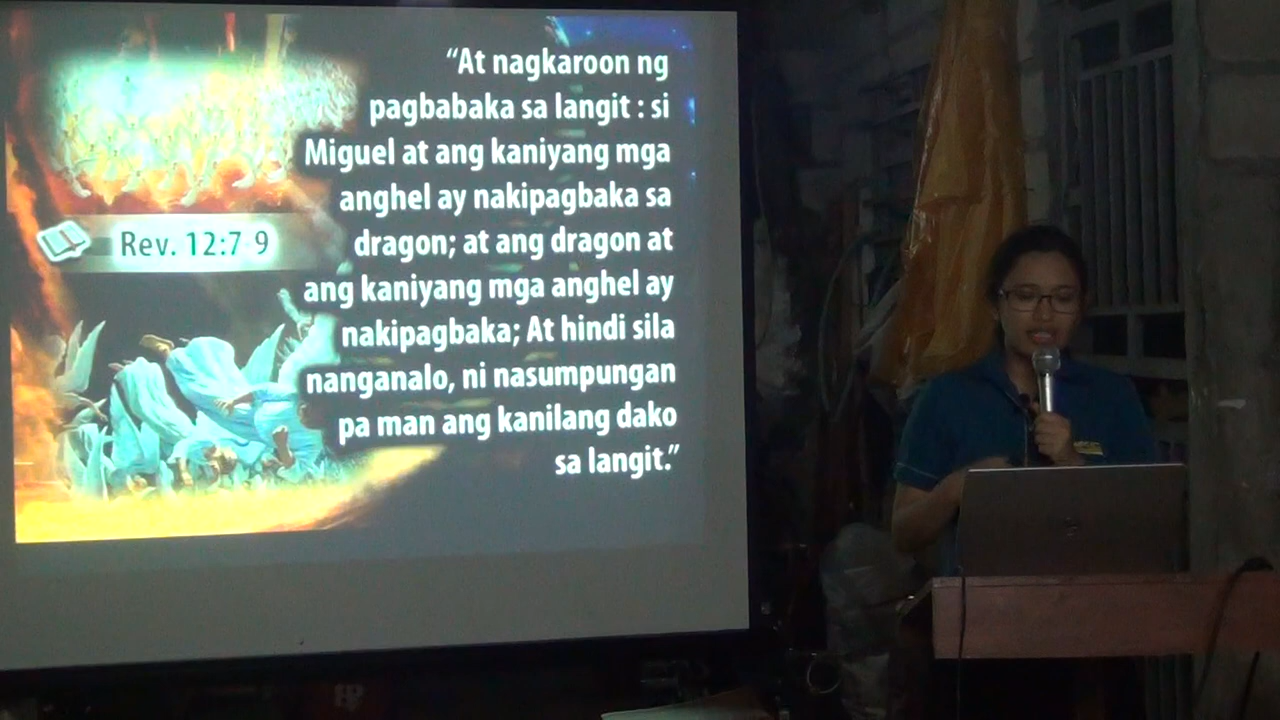 “At nagkaroon ng
pagbabaka sa langit : si
Miguel at ang kaniyang mga
anghel ay nakipagbaka sa
dragon; at ang dragon at
ang kaniyang mga anghel ay
nakipagbaka; At hindi sila
nanganalo, ni nasumpungan
pa man ang kanilang dako
sa langit.”
Rev. 12:7-9